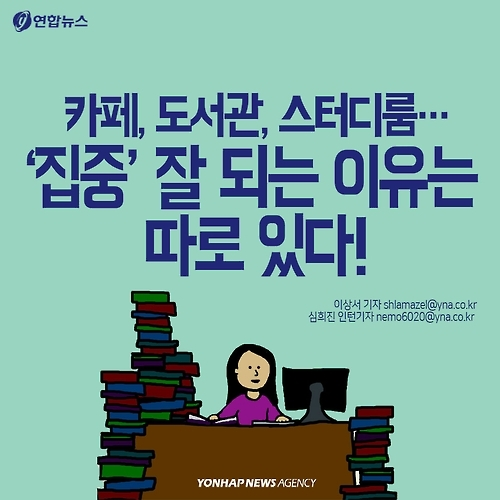 연합뉴스
카페, 도서관, 스터디룸…
‘집중’ 잘 되는 이유는
따로 있다!
이상서 기자 shlamazel@yna.co.kr
심희진 인턴기자 nemo6020@yna.co.kr
YONHAP NEWS AGENCY